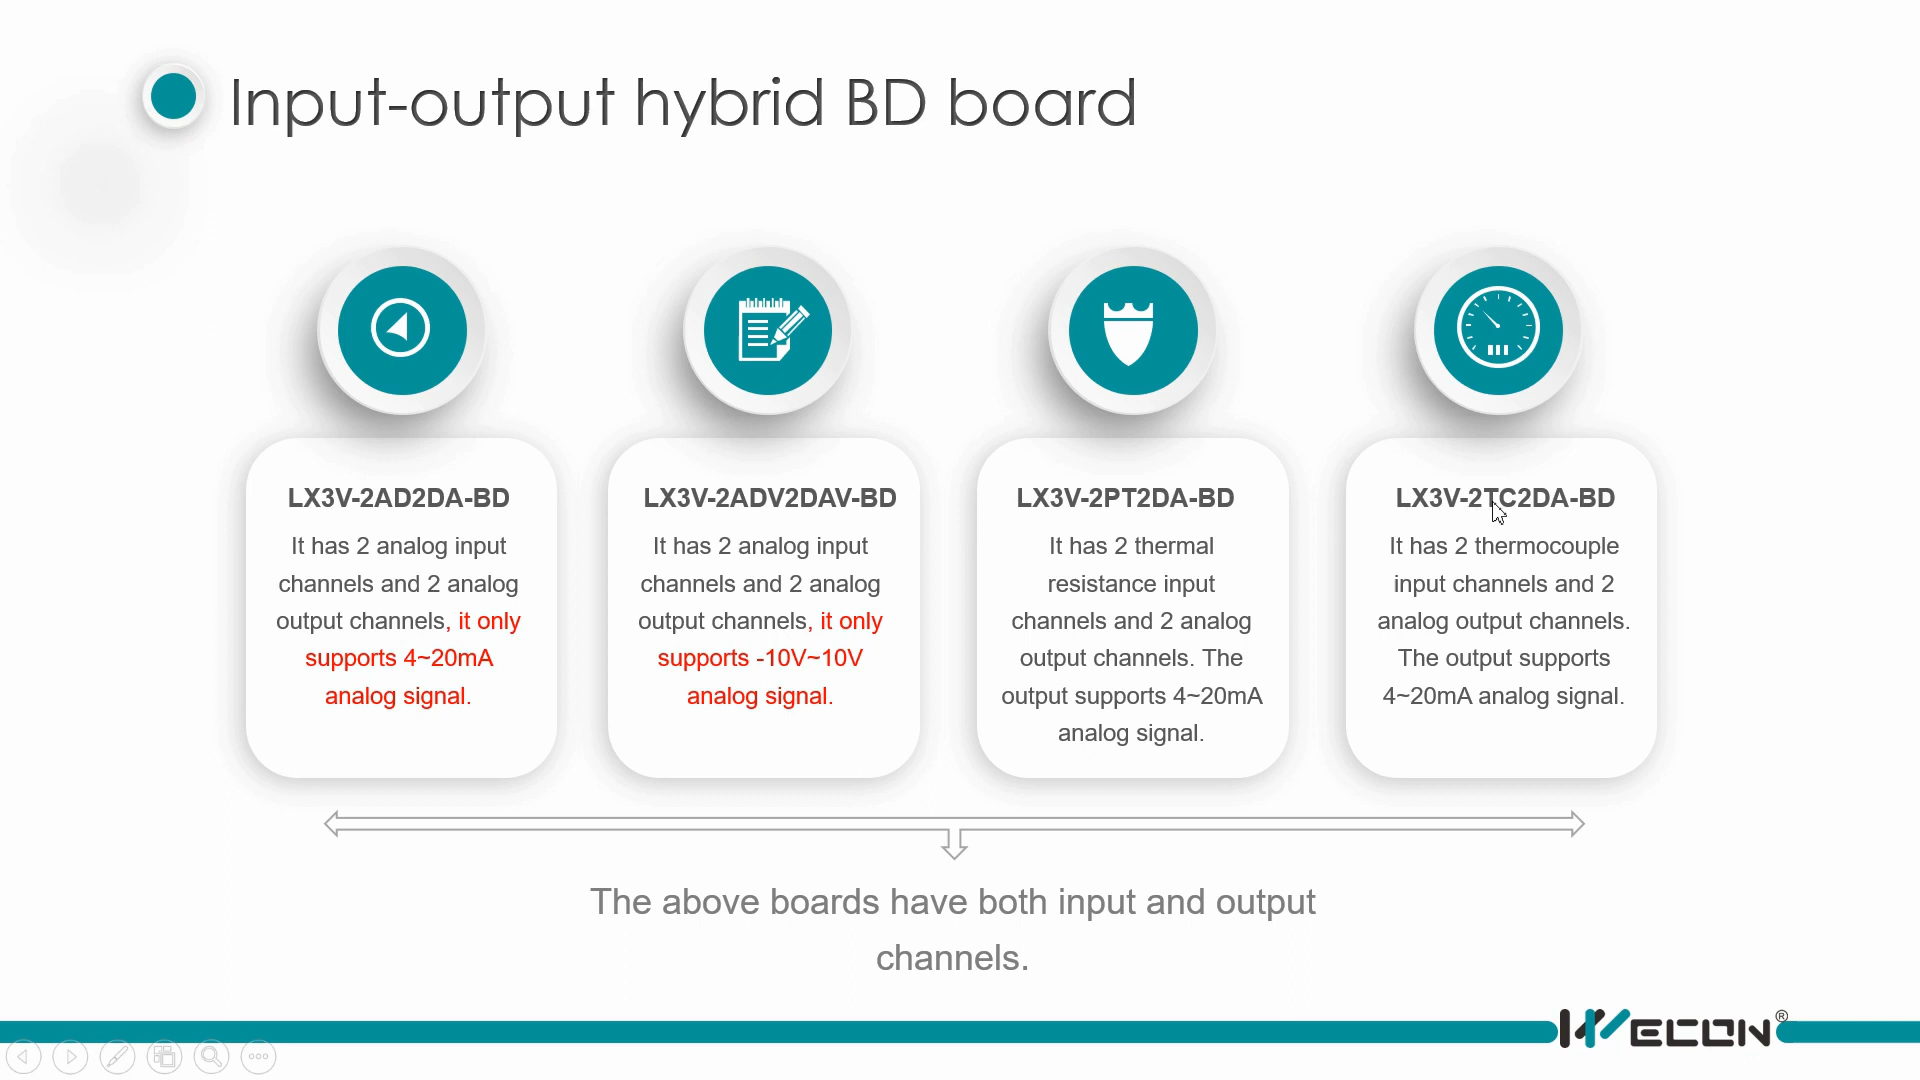 Input-output hybrid BD board
LX3V-2AD2DA-BD
It has 2 analog input
channels and 2 analog
output channels, it only
supports 4~20mA
analog signal.
LX3V-2ADV2DAV-BD
It has 2 analog input
channels and 2 analog
output channels, it only
supports -10V~10V
analog signal.
LX3V-2PT2DA-BD
It has 2 thermal
resistance input
channels and 2 analog
output channels. The
output supports 4~20mA
analog signal.
LX3V-2TC2DA-BD
It has 2 thermocouple
input channels and 2
analog output channels.
The output supports
4~20mA analog signal.
The above boards have both input and output
channels.
WECON®